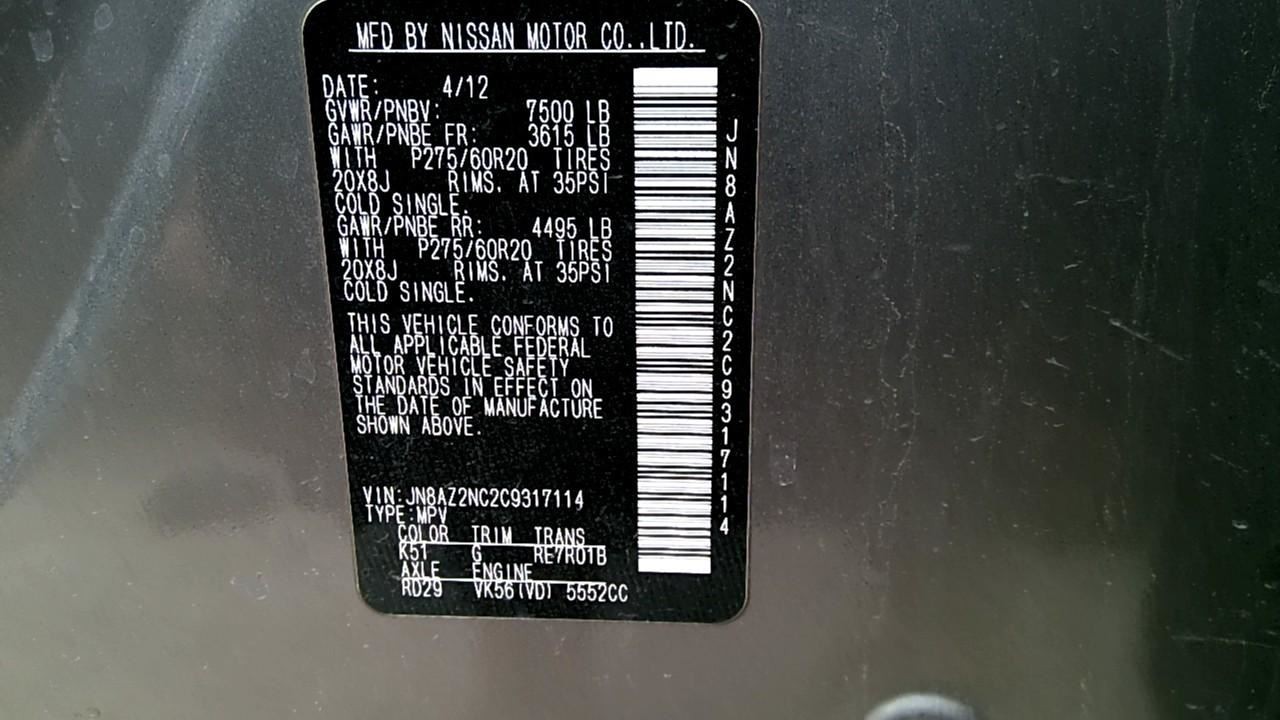 MFD BY NISSAN MOTOR CO.,LTD.
DATE: 4/12
GVWR/PNBV: 7500 LB
GAWR/PNBE FR: 3615 LB
WITH P275/60R20 TIRES
20X8J RIMS. AT 35PSI
COLD SINGLE.
GAWR/PNBE RR: 4495 LB
WITH P275/60R20 TIRES
20X8J RIMS. AT 35PSI
COLD SINGLE.
THIS VEHICLE CONFORMS TO
ALL APPLICABLE FEDERAL
MOTOR VEHICLE SAFETY
STANDARDS IN EFFECT ON
THE DATE OF MANUFACTURE
SHOWN ABOVE.
VIN:JN8AZ2NC2C9317114
TYPE:MPV
COLOR TRIM TRANS
K51 G RE7R01B
AXLE ENGINE
RD29 VK56(VD) 5552CC
JN8AZ2NC2C9317114